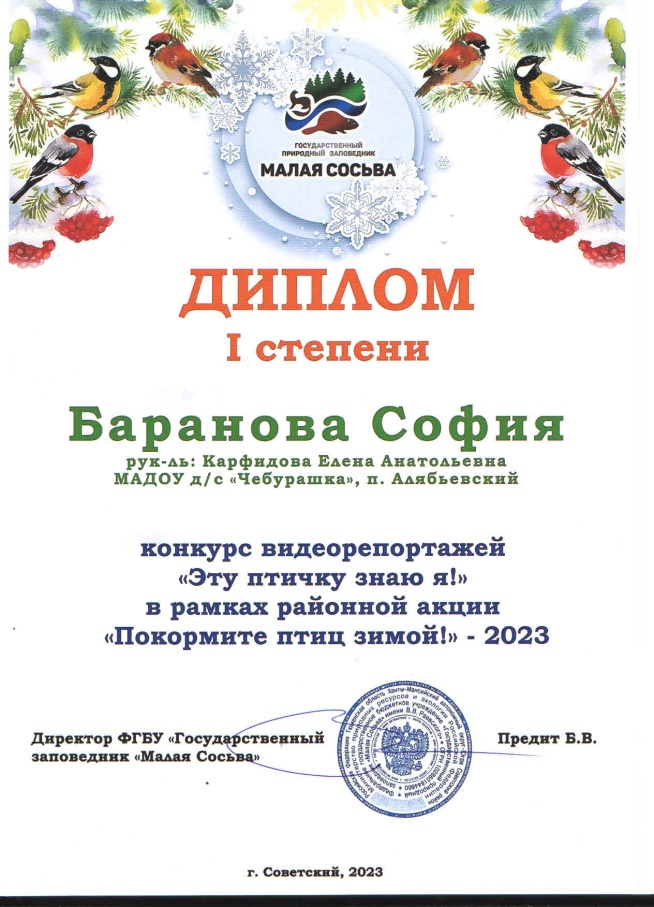 ГОСУДАРСТВЕННЫЙ
ПРИРОДНЫЙ ЗАПОВЕДНИК
МАЛАЯ СОСЬВА
ДИПЛОМ
I степени
Баранова София
рук-ль: Карфидова Елена Анатольевна
МАДОУ д/с «Чебурашка», п. Алябьевский
конкурс видеорепортажей
«Эту птичку знаю я!»
в рамках районной акции
«Покормите птиц зимой!» - 2023
Директор ФГБУ «Государственный
заповедник «Малая Сосьва»
Предит Б.В.
г. Советский, 2023